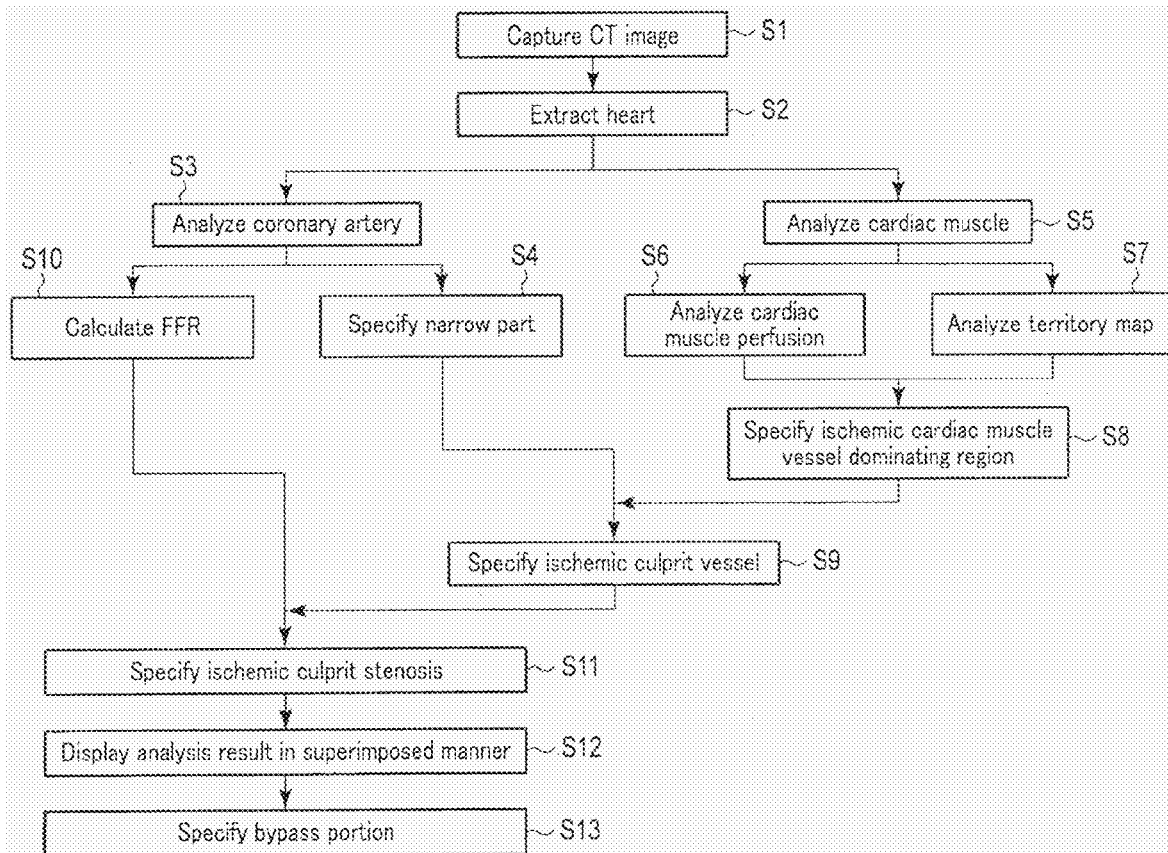 Capture CT image
S1
Extract heart
S2
S3
Analyze coronary artery
Analyze cardiac muscle
S5
S10
S4
S6
S7
Calculate FFR
Specify narrow part
Analyze cardiac
muscle perfusion
Analyze territory map
Specify ischemic cardiac muscle
vessel dominating region
S8
Specify ischemic culprit vessel
S9
Specify ischemic culprit stenosis
S11
Display analysis result in superimposed manner
S12
Specify bypass portion
S13